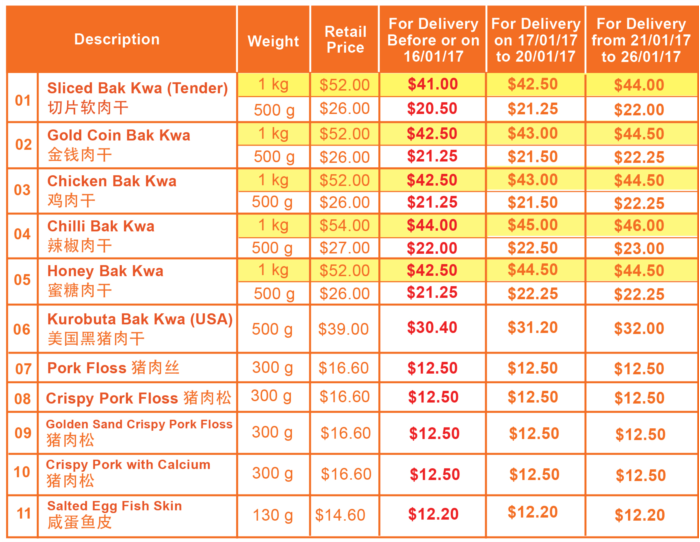 Description
Weight
Retail
Price
For Delivery
Before or on
16/01/17
For Delivery
on 17/01/17
to 20/01/17
For Delivery
from 21/01/17
to 26/01/17
01
Sliced Bak Kwa (Tender)
切片软肉干
1 kg $52.00 $41.00 $42.50 $44.00
500 g $26.00 $20.50 $21.25 $22.00
02
Gold Coin Bak Kwa
金钱肉干
1 kg $52.00 $42.50 $43.00 $44.50
500 g $26.00 $21.25 $21.50 $22.25
03
Chicken Bak Kwa
鸡肉干
1 kg $52.00 $42.50 $43.00 $44.50
500 g $26.00 $21.25 $21.50 $22.25
04
Chilli Bak Kwa
辣椒肉干
1 kg $54.00 $44.00 $45.00 $46.00
500 g $27.00 $22.00 $22.50 $23.00
05
Honey Bak Kwa
蜜糖肉干
1 kg $52.00 $42.50 $44.50 $44.50
500 g $26.00 $21.25 $22.25 $22.25
06
Kurobuta Bak Kwa (USA)
美国黑猪肉干
500 g $39.00 $30.40 $31.20 $32.00
07 Pork Floss 猪肉丝 300 g $16.60 $12.50 $12.50 $12.50
08 Crispy Pork Floss 猪肉松 300 g $16.60 $12.50 $12.50 $12.50
09
Golden Sand Crispy Pork Floss
猪肉松
300 g $16.60 $12.50 $12.50 $12.50
10
Crispy Pork with Calcium
猪肉松
300 g $16.60 $12.50 $12.50 $12.50
11
Salted Egg Fish Skin
咸蛋鱼皮
130 g $14.60 $12.20 $12.20 $12.20